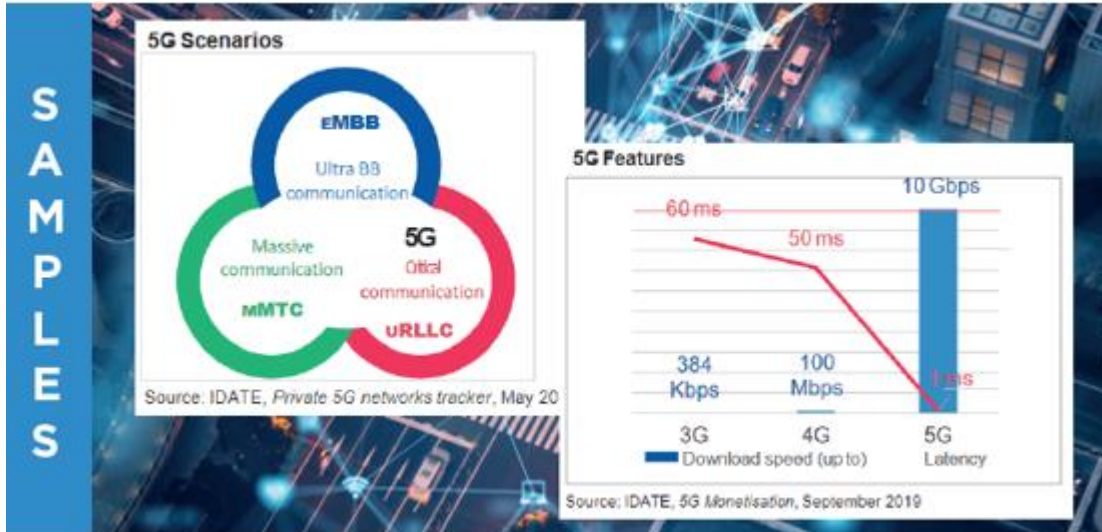 SAMPLES
5G Scenarios
eMBB
Ultra BB
communication
Massive
communication
mMTC
5G
Critical
communication
uRLLC
Source: IDATE, Private 5G networks tracker, May 20
5G Features
10 Gbps
60 ms
50 ms
384
Kbps
100
Mbps
1 ms
3G
4G
5G
Download speed (up to)
Latency
Source: IDATE, 5G Monetisation, September 2019